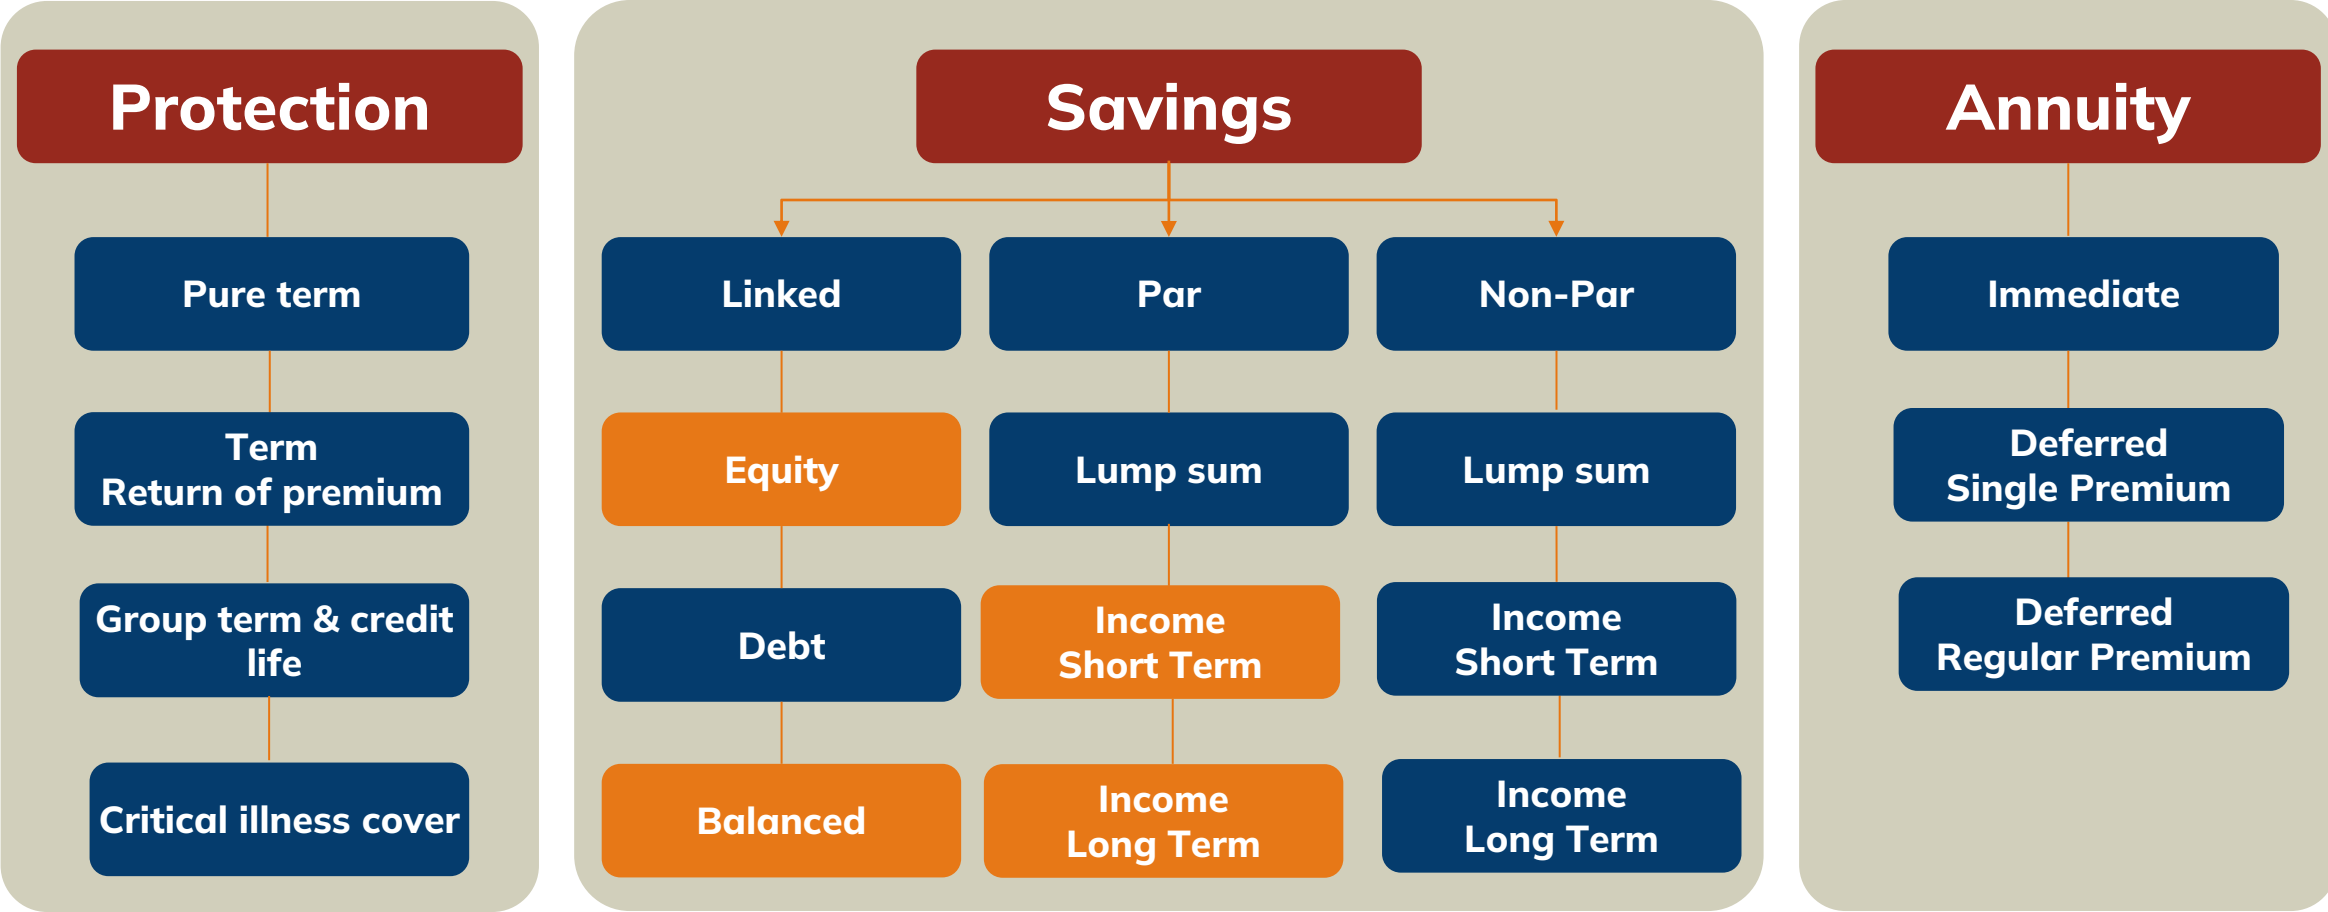 Protection
Pure term
Term
Return of premium
Group term & credit
life
Critical illness cover
Savings
Linked
Equity
Debt
Balanced
Par
Lump sum
Income
Short Term
Income
Long Term
Non-Par
Lump sum
Income
Short Term
Income
Long Term
Annuity
Immediate
Deferred
Single Premium
Deferred
Regular Premium